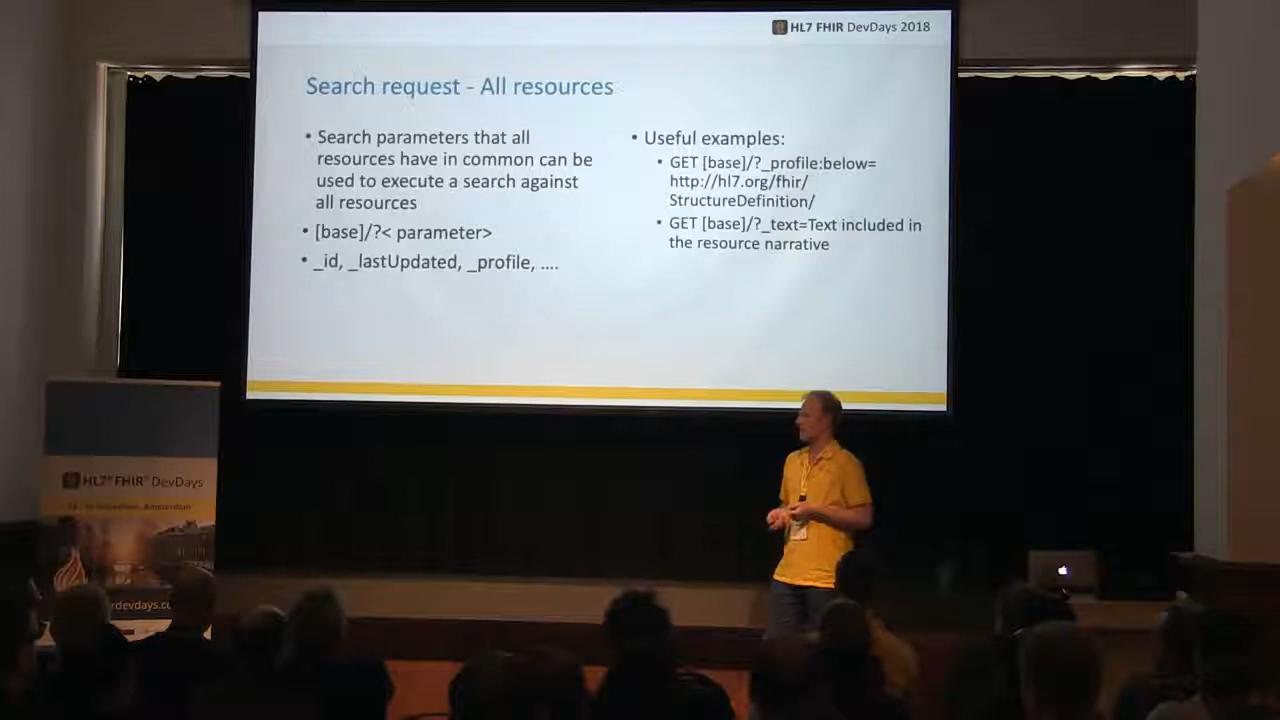 HL7 FHIR DevDays 2018
Search request - All resources
• Search parameters that all
resources have in common can be
used to execute a search against
all resources
• [base]/?< parameter>
• _id, _lastUpdated, _profile, ....
• Useful examples:
• GET [base]/?_profile:below=
http://hl7.org/fhir/
StructureDefinition/
• GET [base]/?_text=Text included in
the resource narrative
HL7® FHIR® DevDays
Amsterdam
rdevdays.c